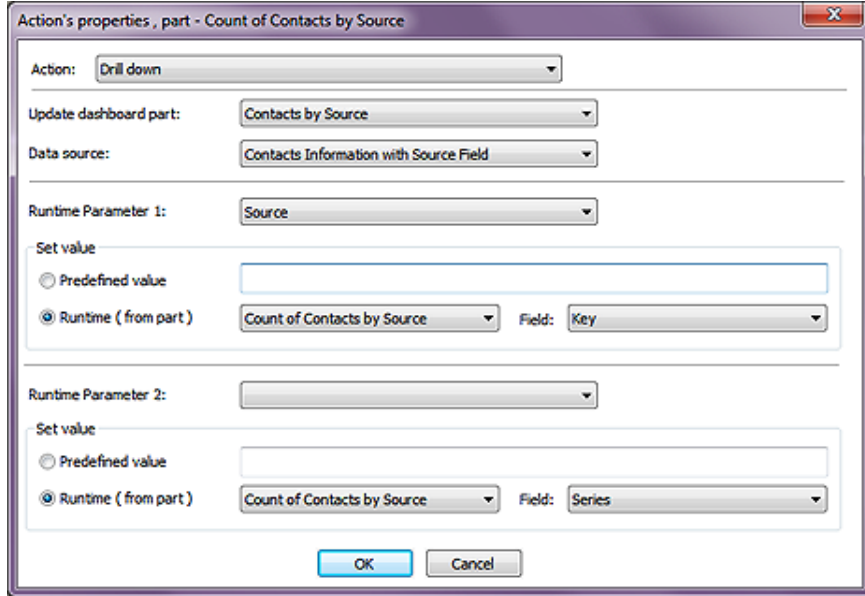 Action's properties , part - Count of Contacts by Source
Action: Drill down
Update dashboard part: Contacts by Source
Data source: Contacts Information with Source Field
Runtime Parameter 1: Source
Set value
Predefined value
Runtime ( from part ) Count of Contacts by Source Field: Key
Runtime Parameter 2:
Set value
Predefined value
Runtime ( from part ) Count of Contacts by Source Field: Series
OK Cancel